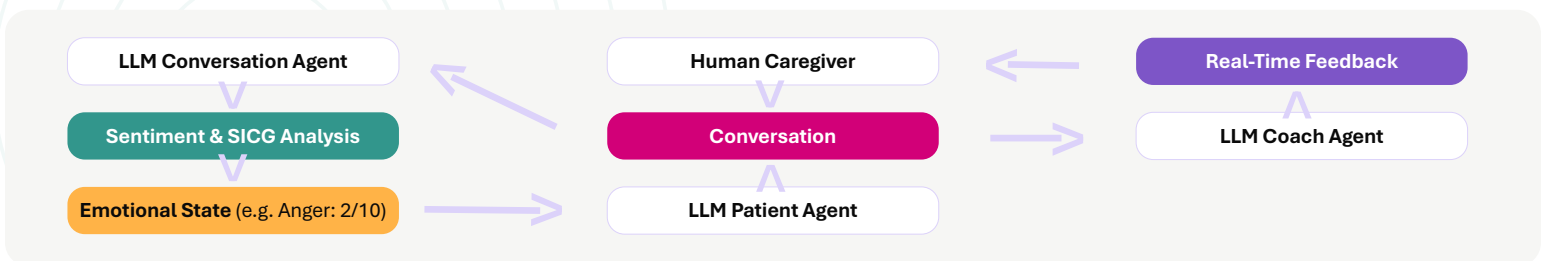 LLM Conversation Agent
Sentiment & SICG Analysis
Emotional State (e.g. Anger: 2/10)
Human Caregiver
Conversation
LLM Patient Agent
Real-Time Feedback
LLM Coach Agent